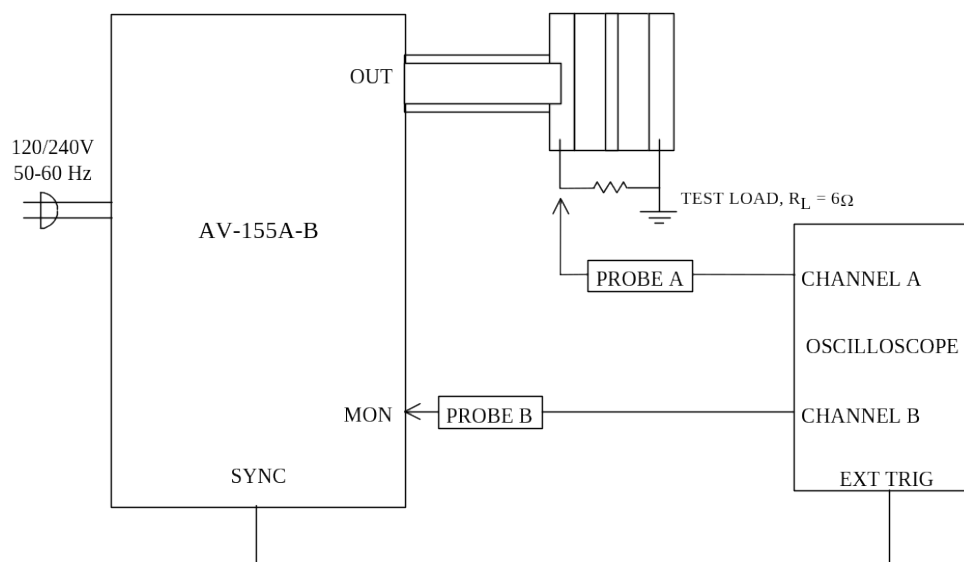 OUT
120/240V
50-60 Hz
AV-155A-B
TEST LOAD, RL = 6Ω
PROBE A
CHANNEL A
OSCILLOSCOPE
MON
PROBE B
CHANNEL B
SYNC
EXT TRIG